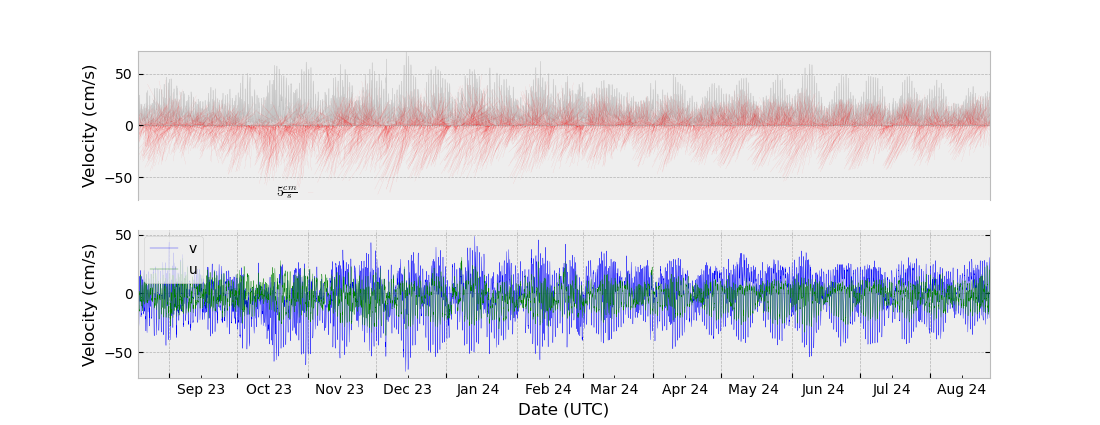 Velocity (cm/s)
50
0
−50
5 cm/s
Velocity (cm/s)
50
0
−50
v
u
Sep 23 Oct 23 Nov 23 Dec 23 Jan 24 Feb 24 Mar 24 Apr 24 May 24 Jun 24 Jul 24 Aug 24
Date (UTC)